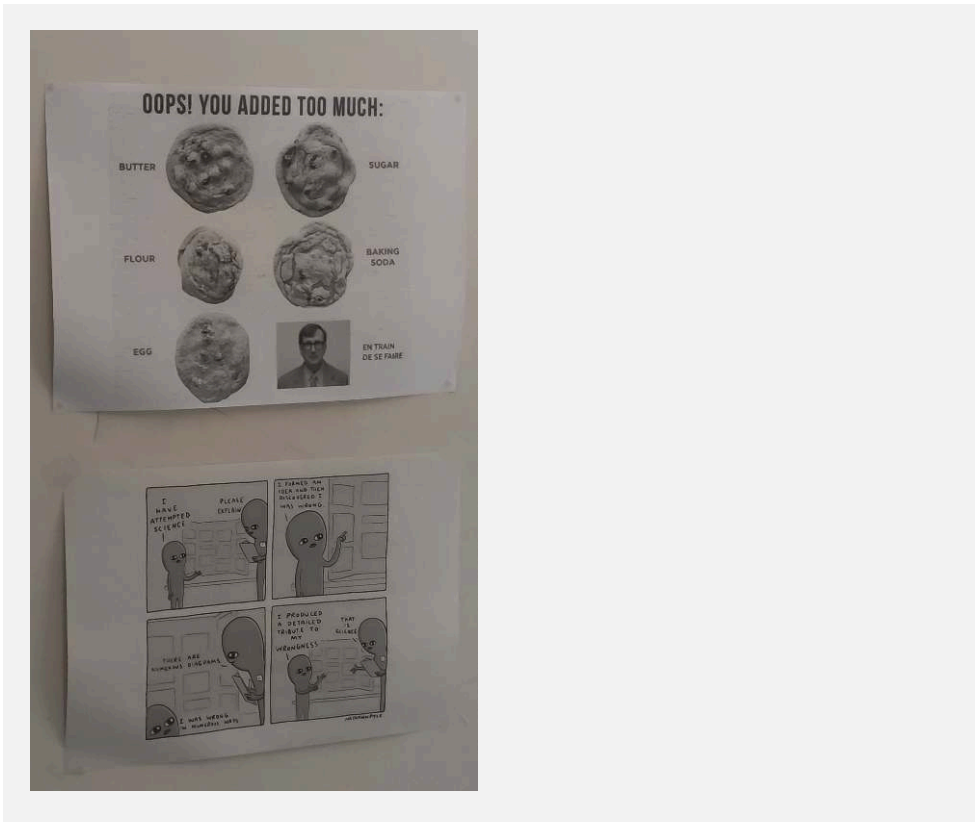 OOPS! YOU ADDED TOO MUCH:
BUTTER
SUGAR
FLOUR
BAKING
SODA
EGG
EN TRAIN
DE SE FAIRE
I
HAVE
ATTEMPTED
SCIENCE
PLEASE
EXPLAIN
I FORMED AN
IDEA AND THEN
DISCOVERED I
WAS WRONG
THERE ARE
NUMEROUS DIAGRAMS
I WAS WRONG
IN NUMEROUS WAYS
I PRODUCED
A DETAILED
TRIBUTE TO
MY
WRONGNESS
THAT
IS
SCIENCE
NATHANWPYLE